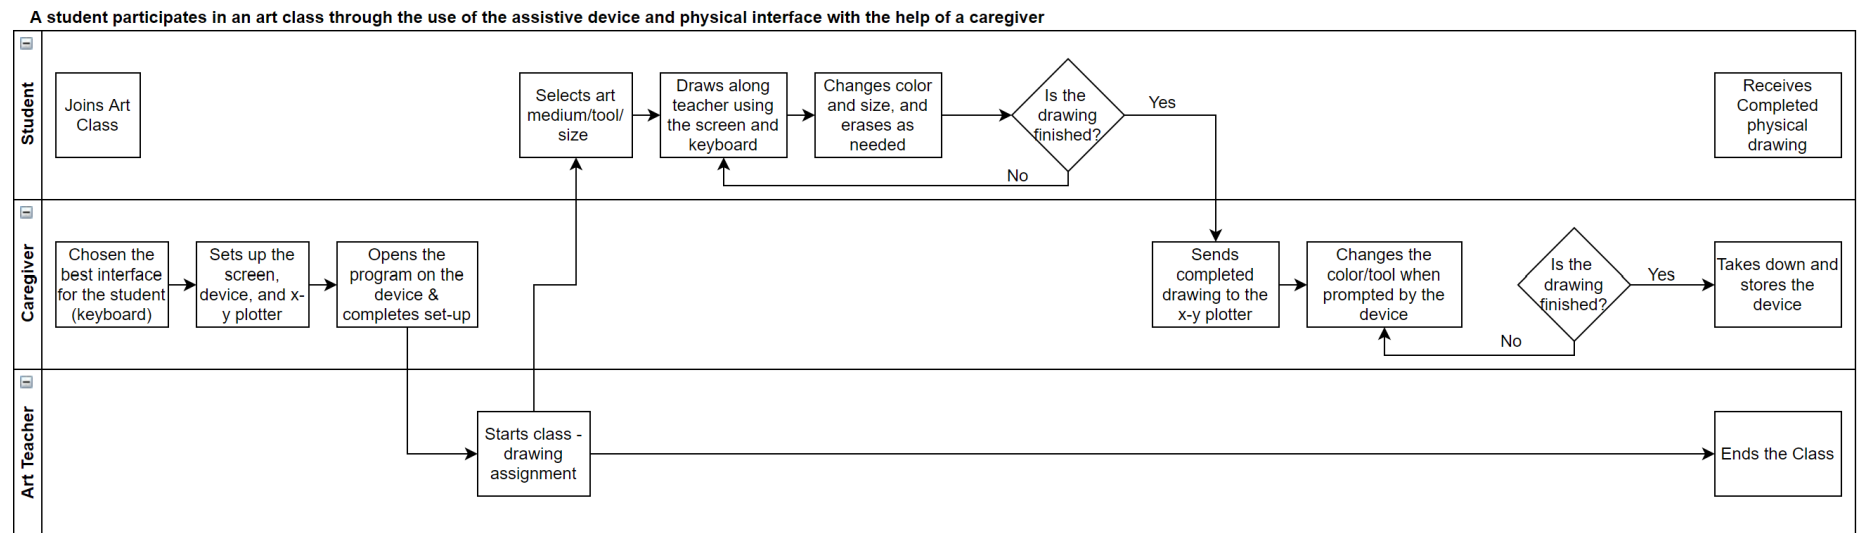 A student participates in an art class through the use of the assistive device and physical interface with the help of a caregiver
Student
Joins Art
Class
Selects art
medium/tool/
size
Draws along
teacher using
the screen and
keyboard
Changes color
and size, and
erases as
needed
Is the
drawing
finished?
Yes
No
Receives
Completed
physical
drawing
Caregiver
Chosen the
best interface
for the student
(keyboard)
Sets up the
screen,
device, and x-
y plotter
Opens the
program on the
device &
completes set-up
Sends
completed
drawing to the
x-y plotter
Changes the
color/tool when
prompted by the
device
Is the
drawing
finished?
Yes
No
Takes down and
stores the
device
Art Teacher
Starts class -
drawing
assignment
Ends the Class